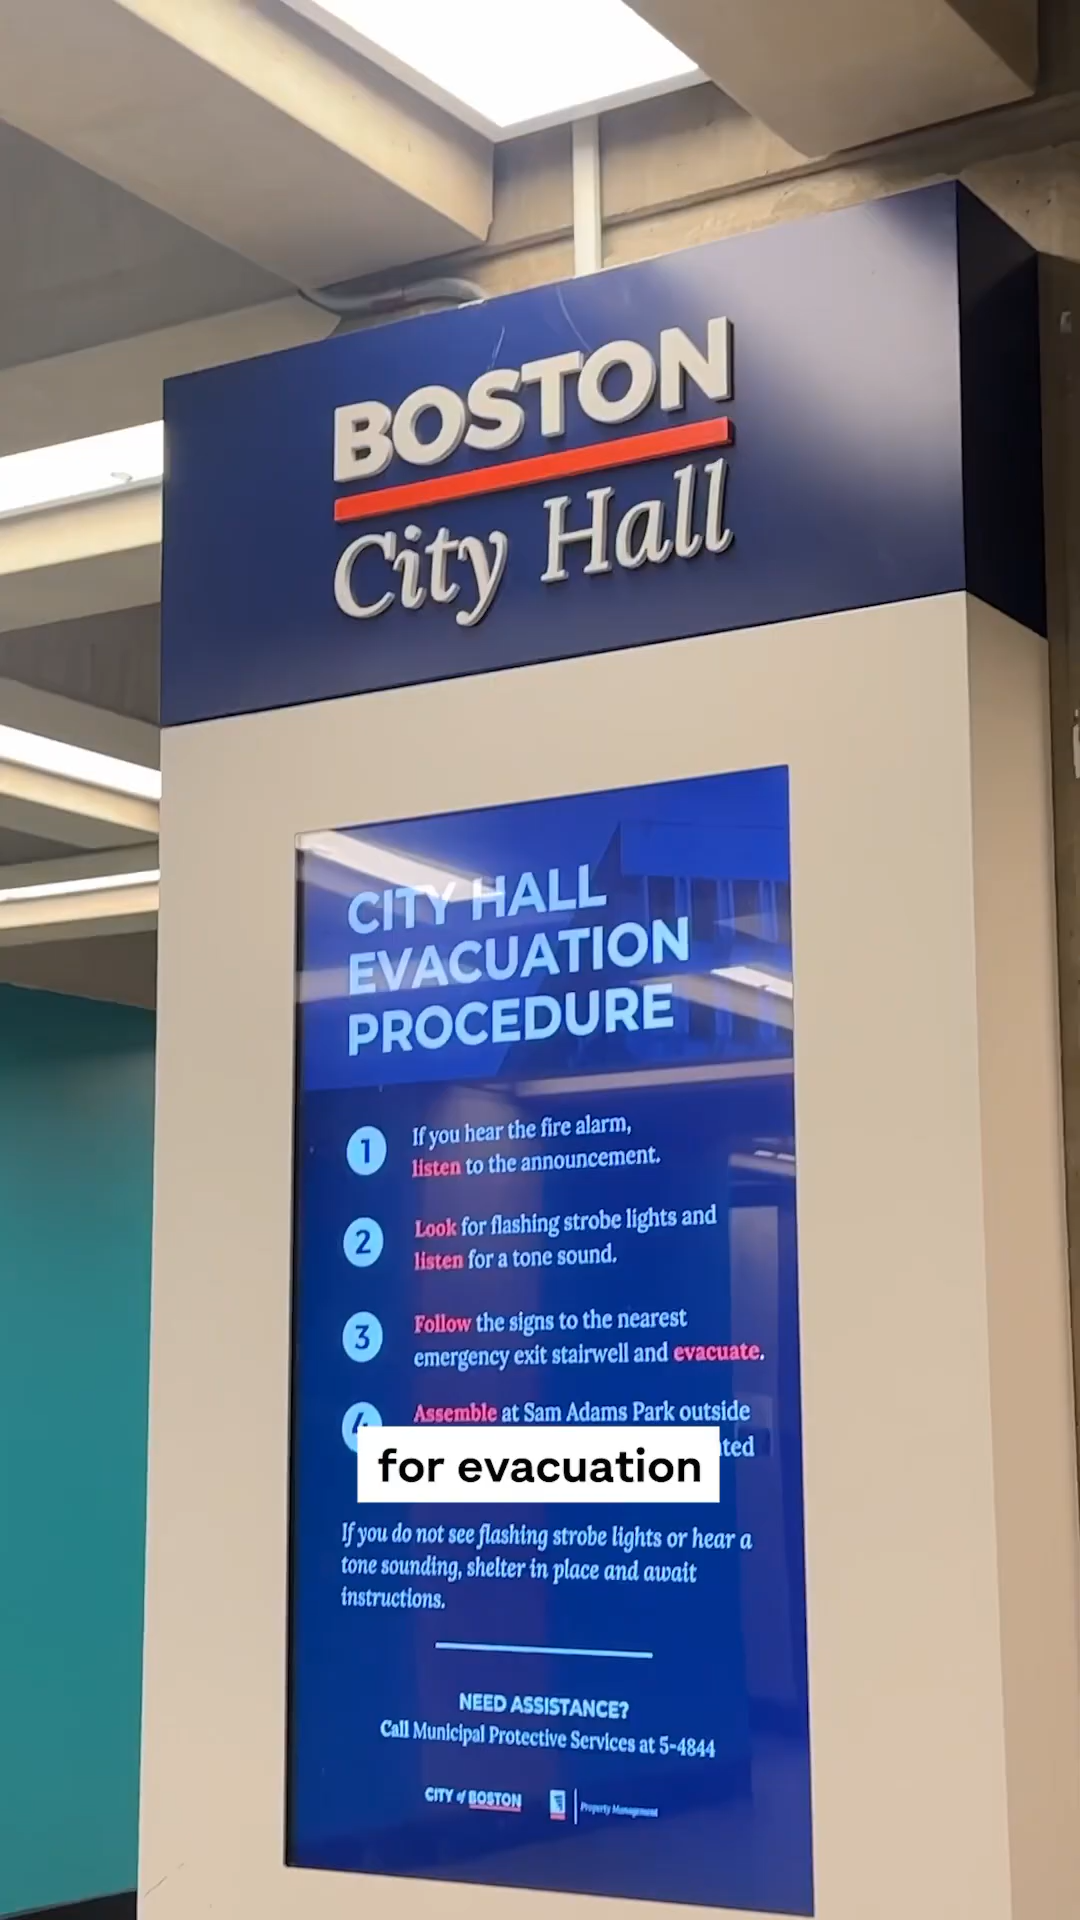 BOSTON
City Hall
CITY HALL
EVACUATION
PROCEDURE
1 If you hear the fire alarm,
listen to the announcement.
2 Look for flashing strobe lights and
listen for a tone sound.
3 Follow the signs to the nearest
emergency exit stairwell and evacuate.
4 Assemble at Sam Adams Park outside
for evacuation
If you do not see flashing strobe lights or hear a
tone sounding, shelter in place and await
instructions.
NEED ASSISTANCE?
Call Municipal Protective Services at 5-4844
CITY of BOSTON
Property Management